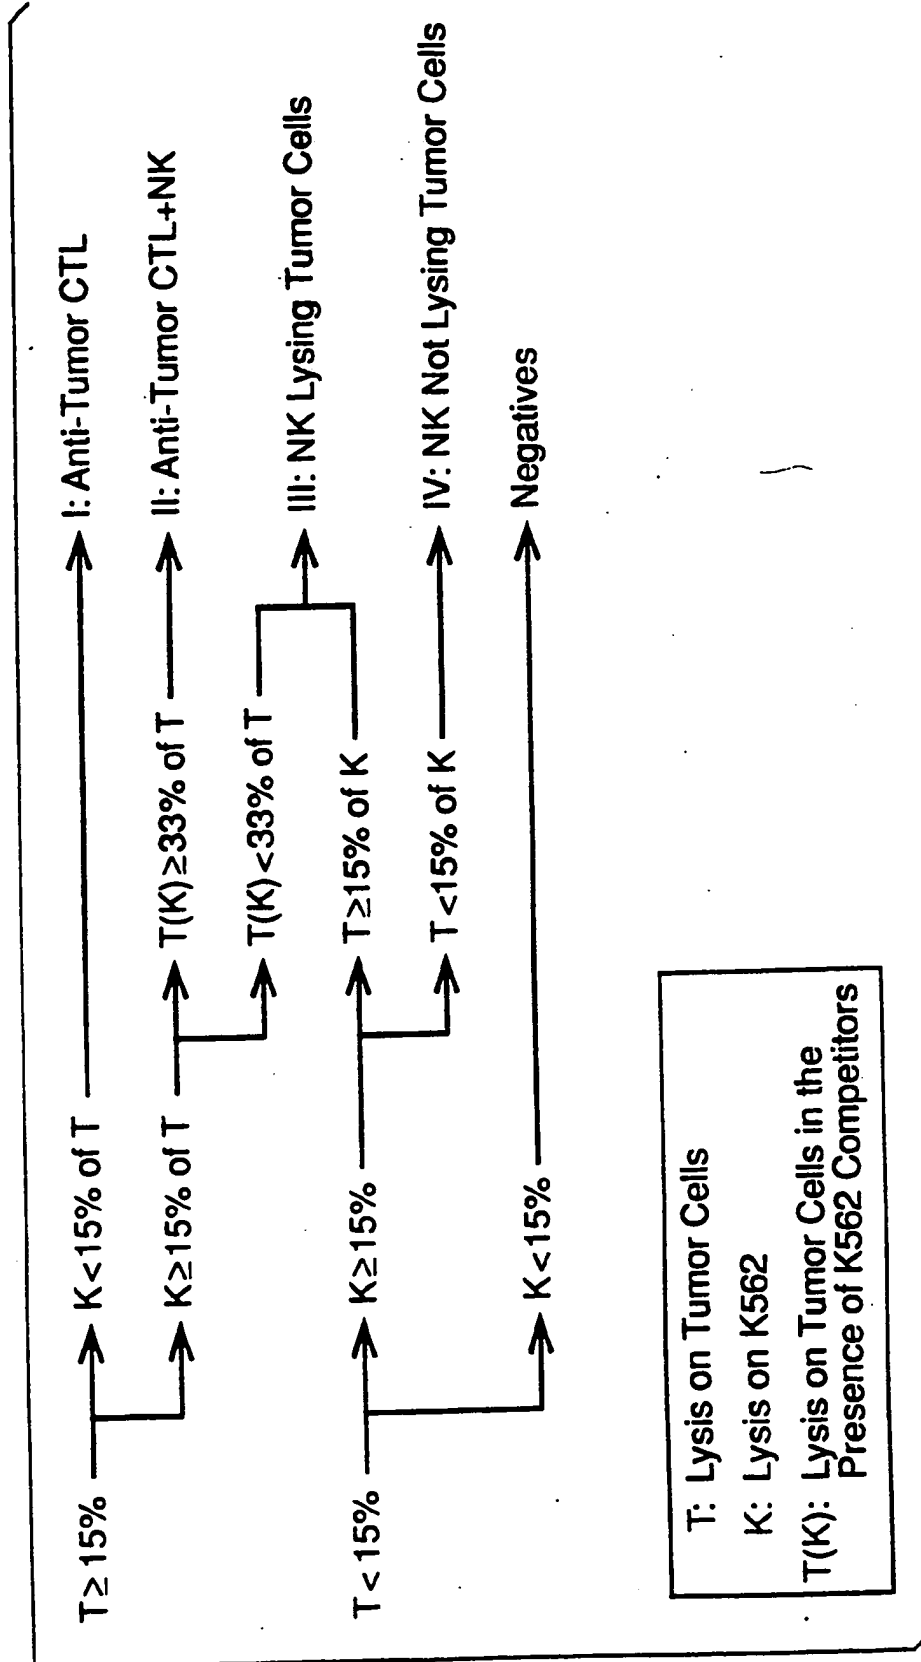 T≥15%
K<15% of T
I: Anti-Tumor CTL
K≥15% of T
T(K)≥33% of T
II: Anti-Tumor CTL+NK
T(K)<33% of T
III: NK Lysing Tumor Cells
T<15%
K≥15%
T≥15% of K
T<15% of K
IV: NK Not Lysing Tumor Cells
K<15%
Negatives
T: Lysis on Tumor Cells
K: Lysis on K562
T(K): Lysis on Tumor Cells in the
Presence of K562 Competitors